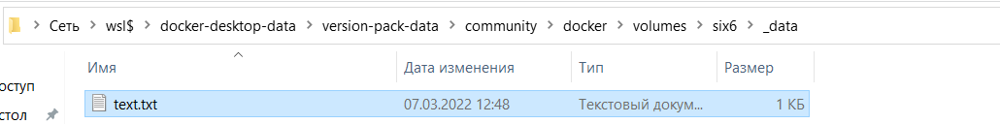 Сеть > wsl$ > docker-desktop-data > version-pack-data > community > docker > volumes > six6 > _data
Имя Дата изменения Тип Размер
оступ
text.txt 07.03.2022 12:48 Текстовый докум... 1 КБ
стол